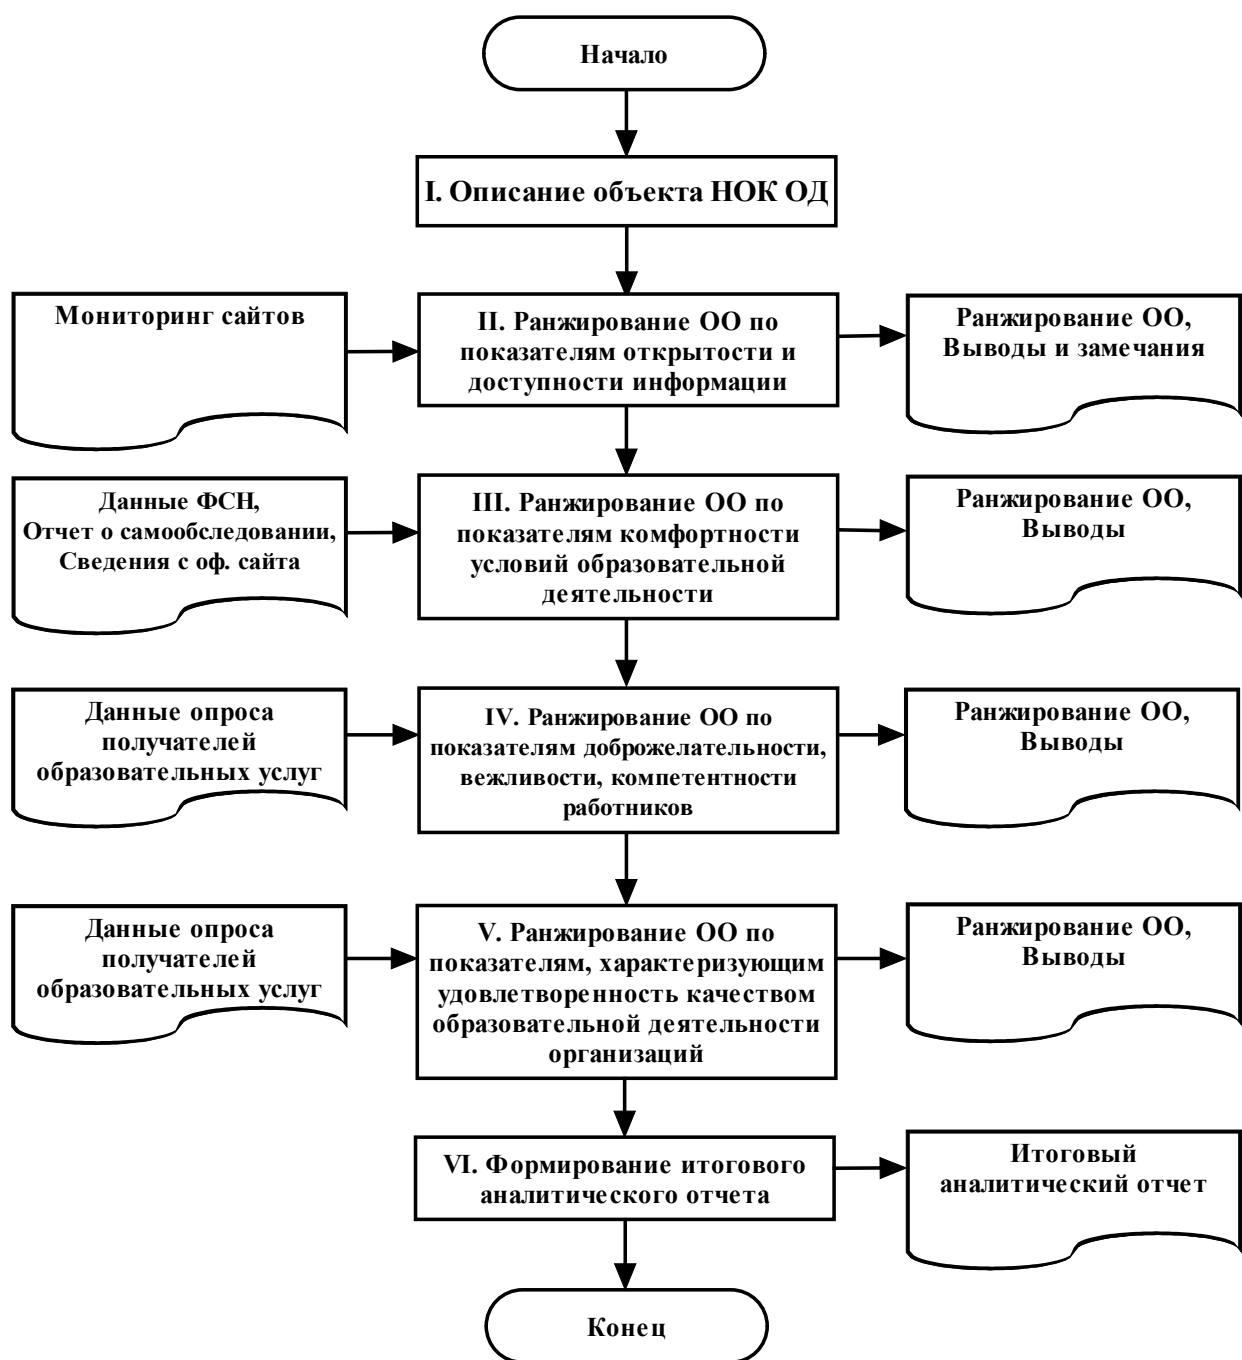 Начало
I. Описание объекта НОК ОД
Мониторинг сайтов
II. Ранжирование ОО по
показателям открытости и
доступности информации
Ранжирование ОО,
Выводы и замечания
Данные ФСН,
Отчет о самообследовании,
Сведения с оф. сайта
III. Ранжирование ОО по
показателям комфортности
условий образовательной
деятельности
Ранжирование ОО,
Выводы
Данные опроса
получателей
образовательных услуг
IV. Ранжирование ОО по
показателям доброжелательности,
вежливости, компетентности
работников
Ранжирование ОО,
Выводы
Данные опроса
получателей
образовательных услуг
V. Ранжирование ОО по
показателям, характеризующим
удовлетворенность качеством
образовательной деятельности
организаций
Ранжирование ОО,
Выводы
VI. Формирование итогового
аналитического отчета
Итоговый
аналитический отчет
Конец